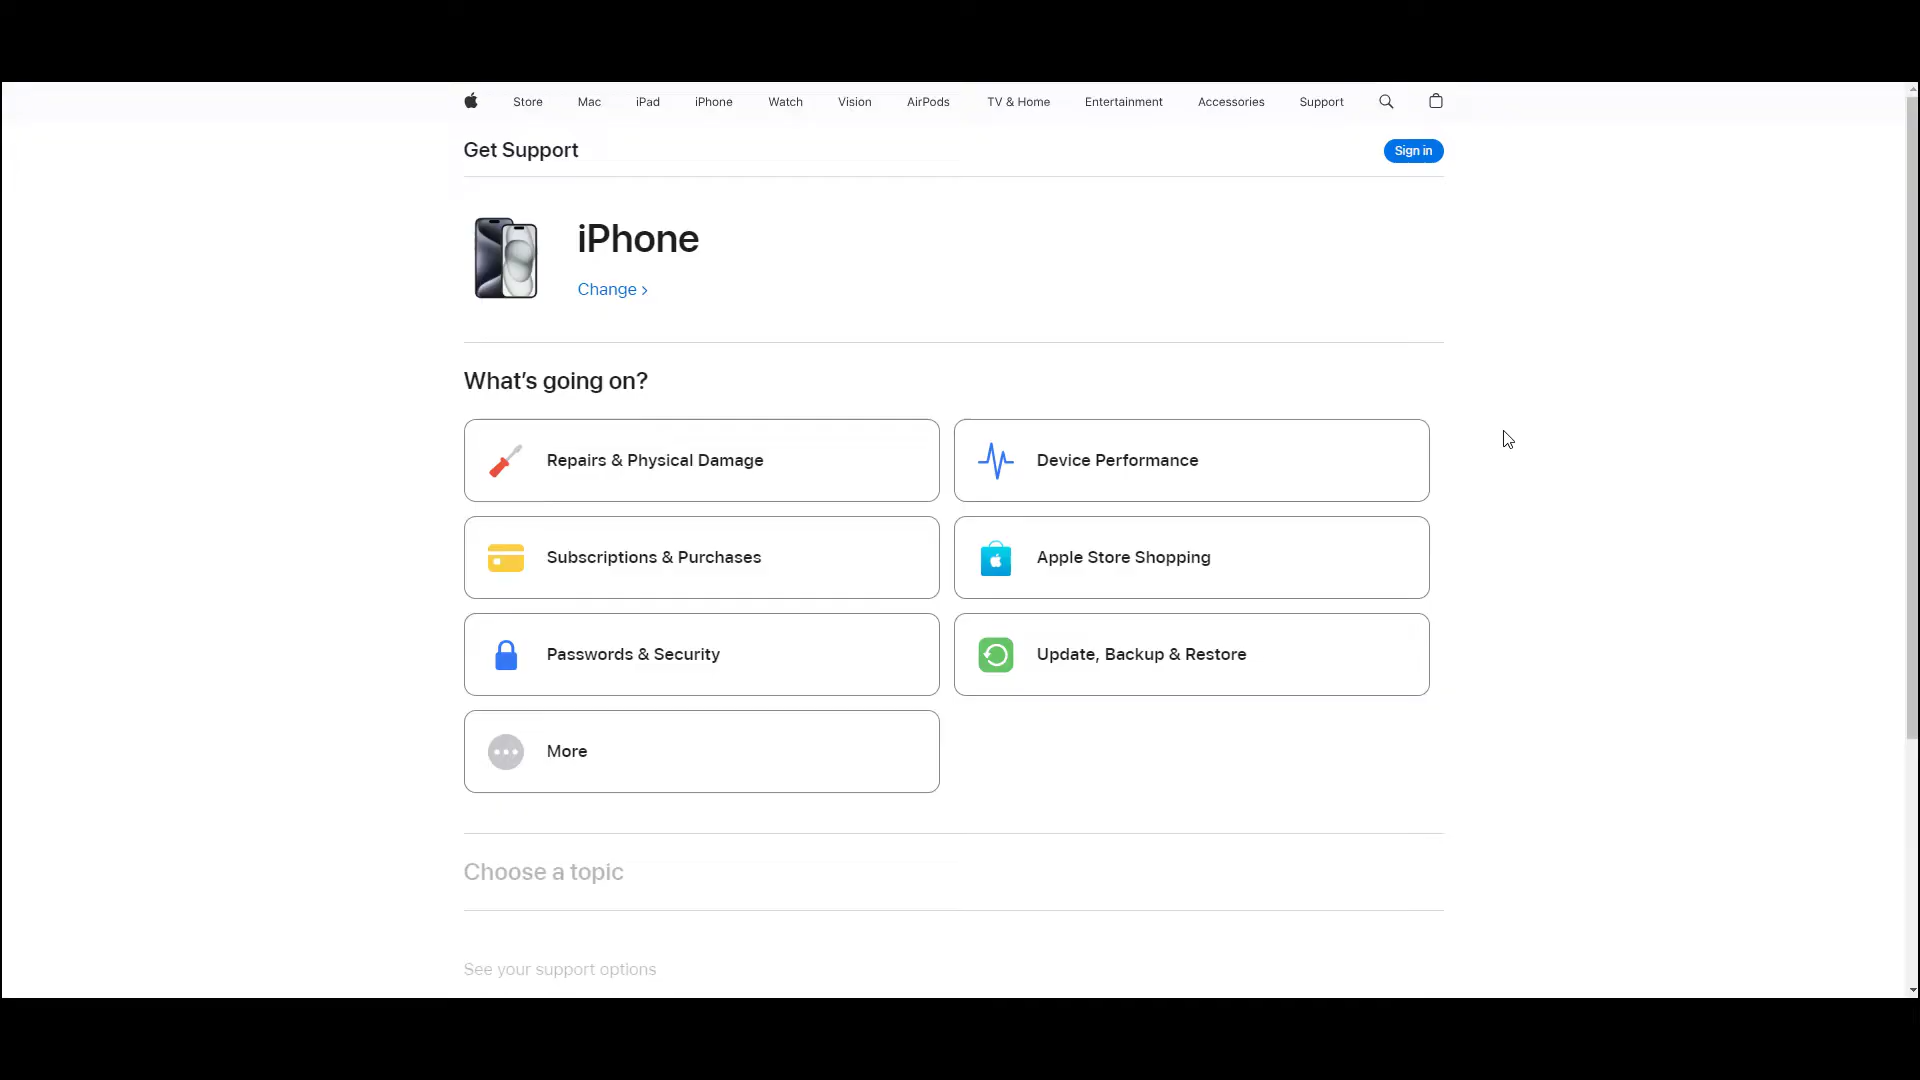 Store Mac iPad iPhone Watch Vision AirPods TV & Home Entertainment Accessories Support
Get Support
Sign in
iPhone
Change >
What’s going on?
Repairs & Physical Damage
Device Performance
Subscriptions & Purchases
Apple Store Shopping
Passwords & Security
Update, Backup & Restore
More
Choose a topic
See your support options